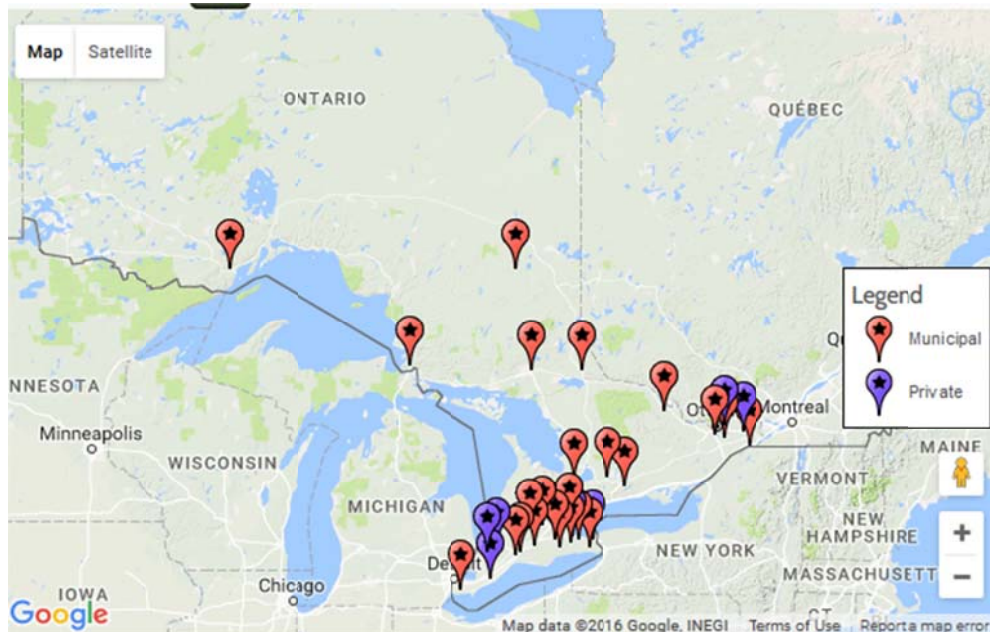 Map Satellite
ONTARIO
QUÉBEC
Legend
Municipal
Private
NNESOTA
Minneapolis
WISCONSIN
MICHIGAN
Montreal
MAINE
VERMONT
NEW
HAMPSHIRE
NEW YORK
MASSACHUSETT
IOWA
Chicago
Google
Map data ©2016 Google, INEGI Terms of Use Report a map error